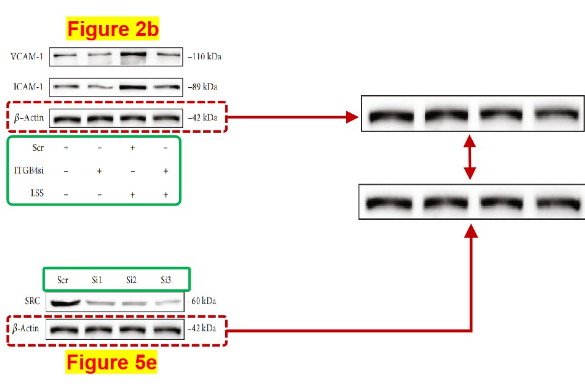 Figure 2b
VCAM-1 –110 kDa
ICAM-1 –89 kDa
β-Actin –42 kDa
Scr + – + –
ITGB4si – + – +
LSS – – + +
Scr Si1 Si2 Si3
SRC 60 kDa
β-Actin –42 kDa
Figure 5e